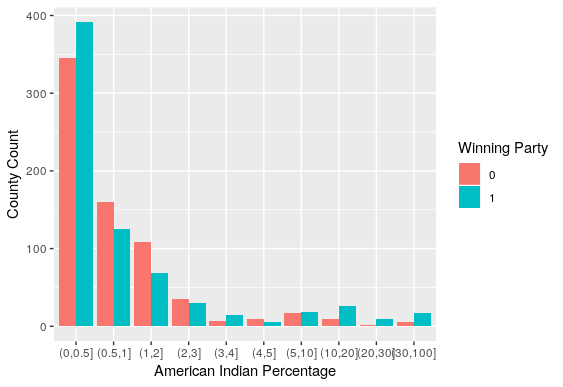 400
300
200
100
0
County Count
(0,0.5] (0.5,1] (1,2] (2,3] (3,4] (4,5] (5,10] (10,20] (20,30] (30,100]
American Indian Percentage
Winning Party
0
1